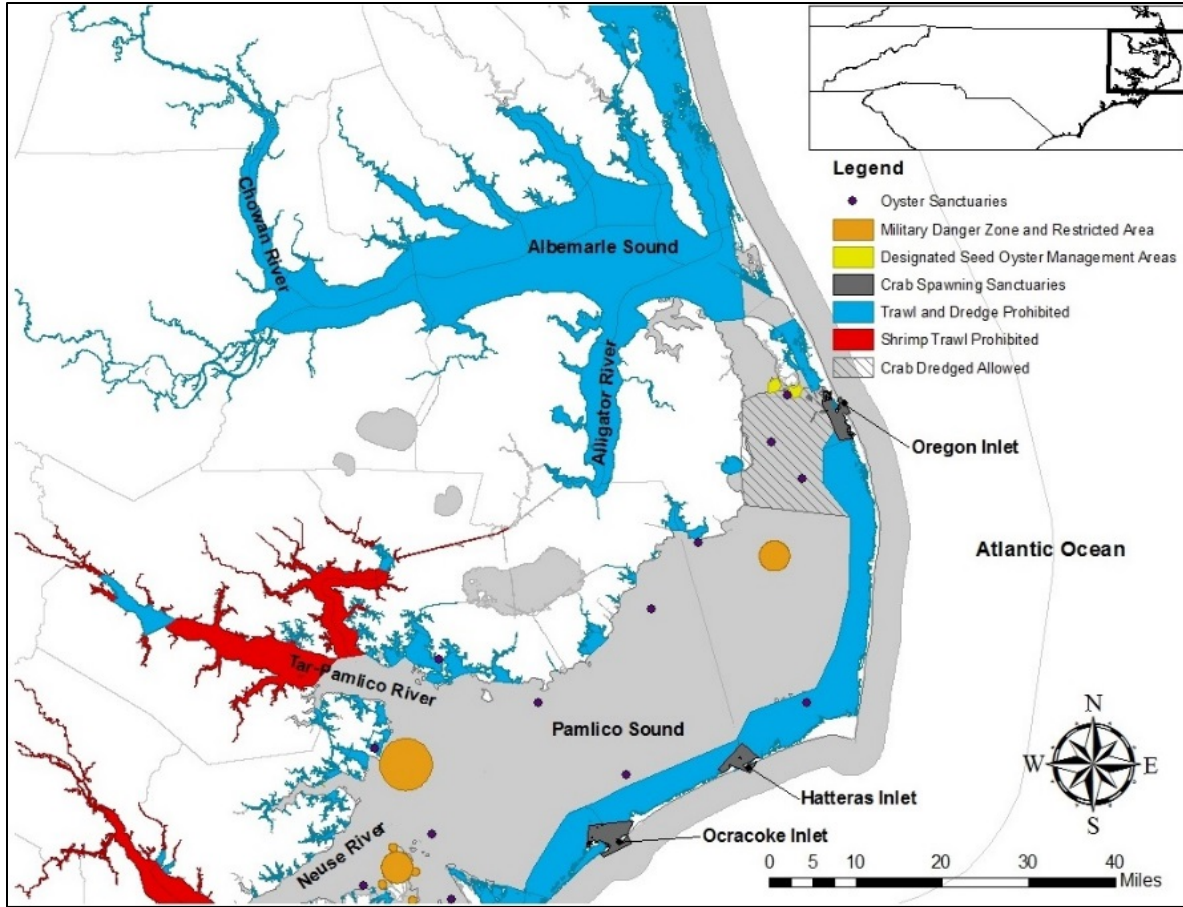 Legend
Oyster Sanctuaries
Military Danger Zone and Restricted Area
Designated Seed Oyster Management Areas
Crab Spawning Sanctuaries
Trawl and Dredge Prohibited
Shrimp Trawl Prohibited
Crab Dredged Allowed
Chowan River
Albemarle Sound
Alligator River
Oregon Inlet
Atlantic Ocean
Tar-Pamlico River
Pamlico Sound
Hatteras Inlet
Ocracoke Inlet
Neuse River
N
W E
S
0 5 10 20 30 40
Miles